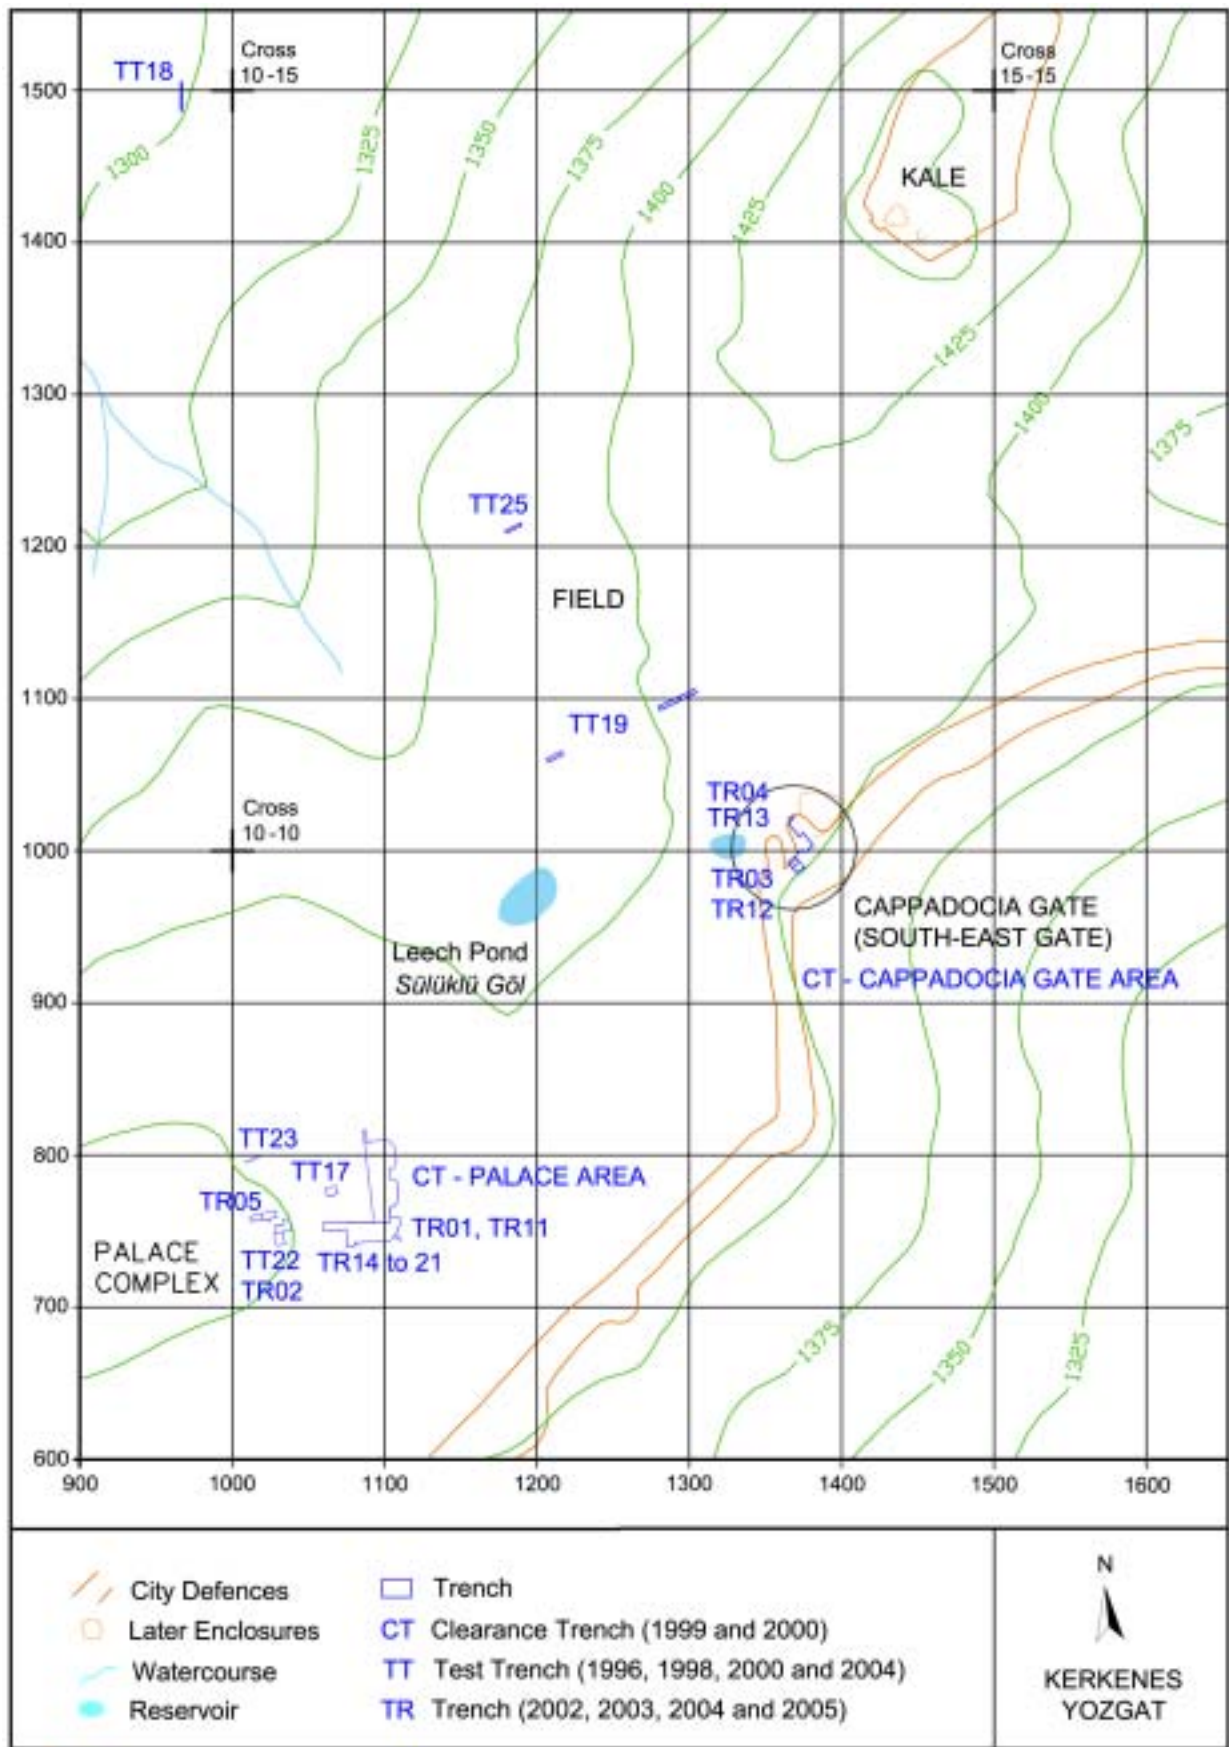 Cross
10-15
Cross
15-15
TT18
1500
1300
1325
1350
1375
1400
1425
KALE
1400
1425
1300
1400
1375
TT25
1200
FIELD
1100
TT19
Cross
10-10
TR04
TR13
1000
TR03
TR12
CAPPADOCIA GATE
(SOUTH-EAST GATE)
Leech Pond
Sülüklü Göl
CT - CAPPADOCIA GATE AREA
900
800
TT23
TT17
CT - PALACE AREA
TR05
TR01, TR11
PALACE
COMPLEX
TT22
TR02
TR14 to 21
700
1375
1350
1325
600
900 1000 1100 1200 1300 1400 1500 1600
City Defences
Later Enclosures
Watercourse
Reservoir
Trench
CT Clearance Trench (1999 and 2000)
TT Test Trench (1996, 1998, 2000 and 2004)
TR Trench (2002, 2003, 2004 and 2005)
N
KERKENES
YOZGAT